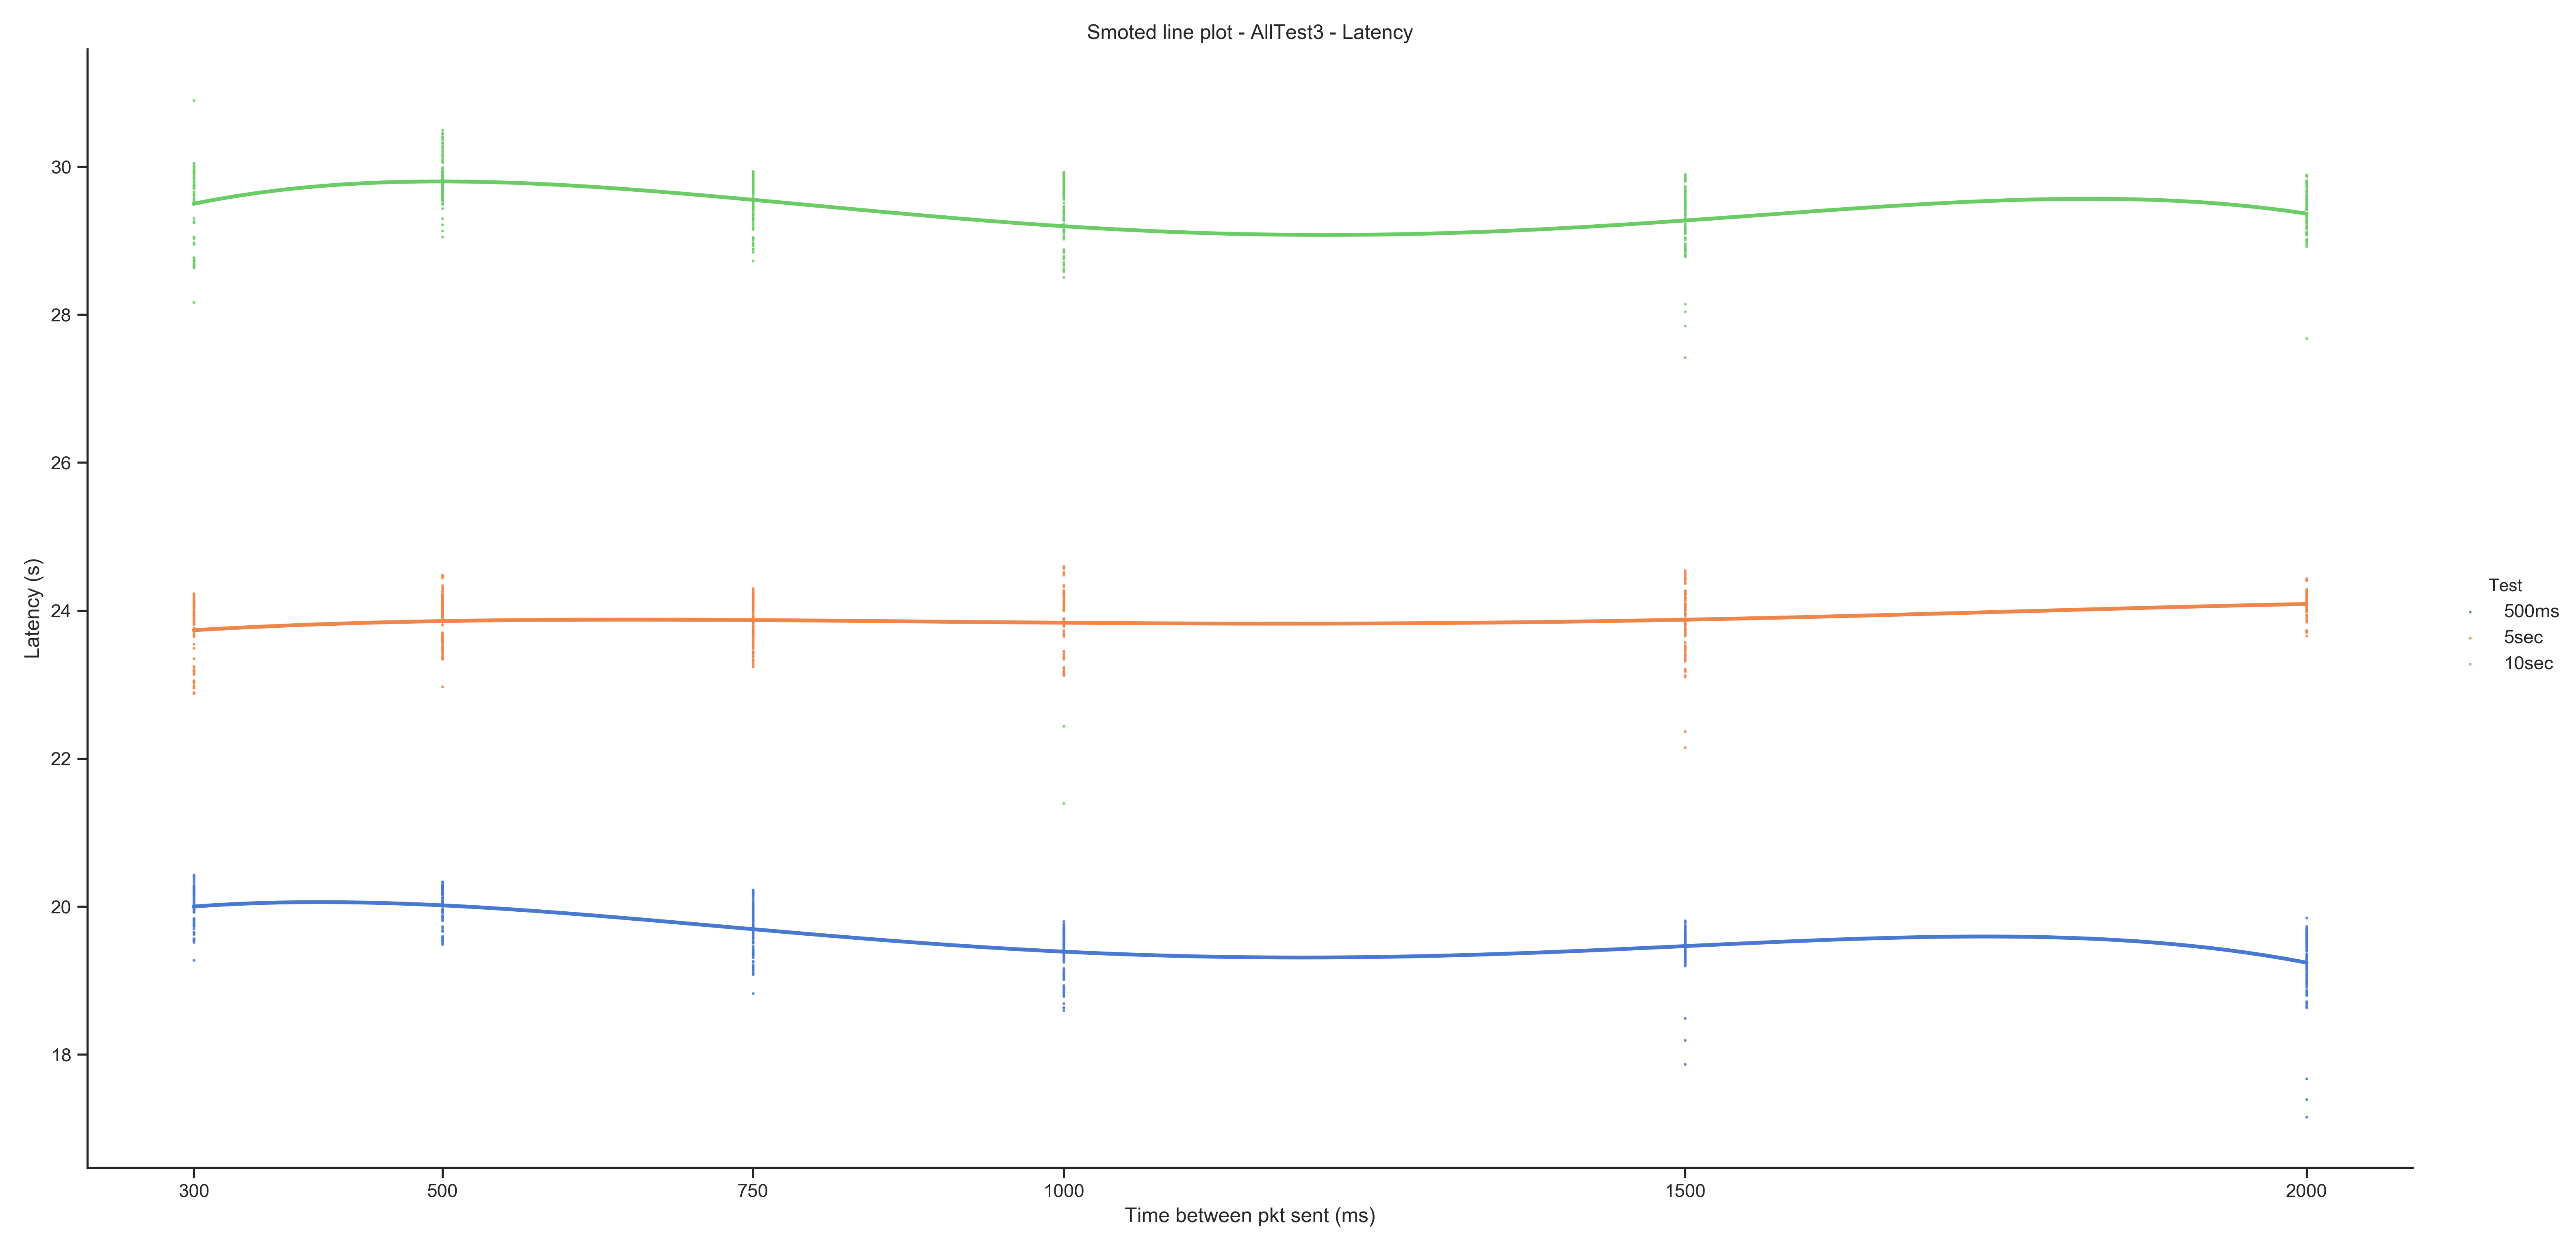 Smoted line plot - AllTest3 - Latency
Latency (s)
30
28
26
24
22
20
18
300 500 750 1000 1500 2000
Time between pkt sent (ms)
Test
500ms
5sec
10sec